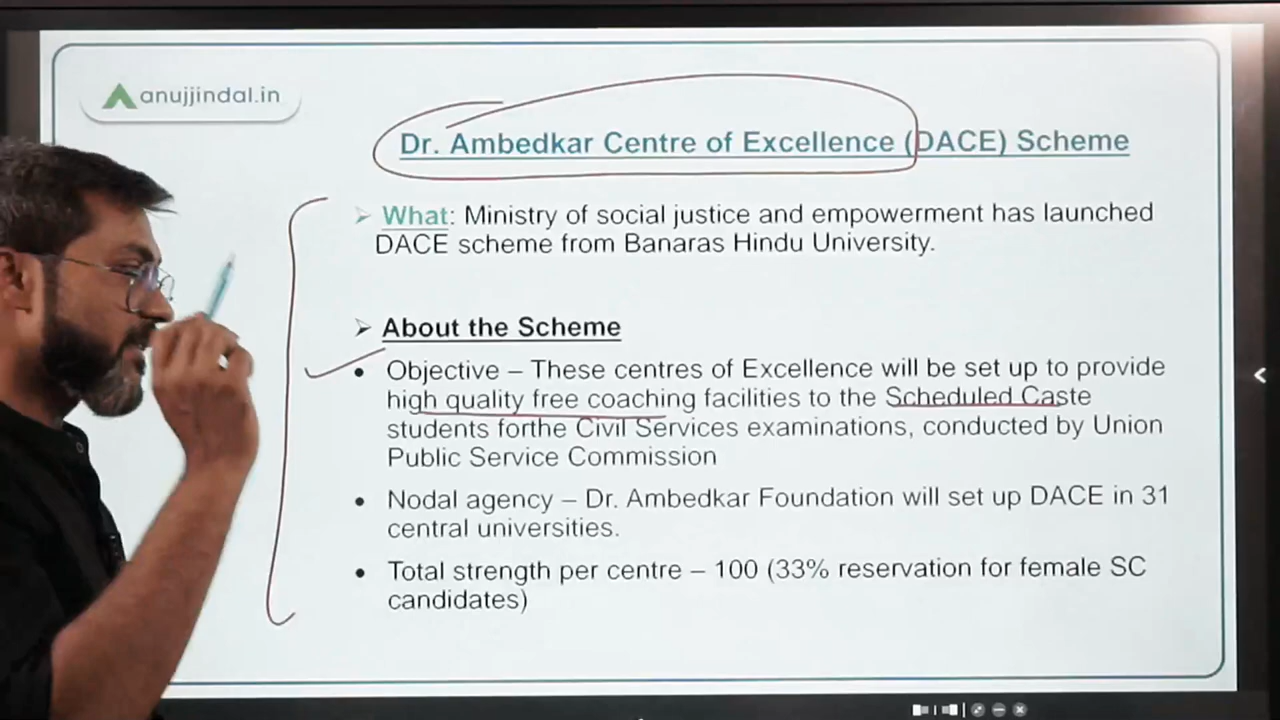 anujjindal.in
Dr. Ambedkar Centre of Excellence (DACE) Scheme
➢ What: Ministry of social justice and empowerment has launched
DACE scheme from Banaras Hindu University.
➢ About the Scheme
• Objective – These centres of Excellence will be set up to provide
high quality free coaching facilities to the Scheduled Caste
students forthe Civil Services examinations, conducted by Union
Public Service Commission
• Nodal agency – Dr. Ambedkar Foundation will set up DACE in 31
central universities.
• Total strength per centre – 100 (33% reservation for female SC
candidates)